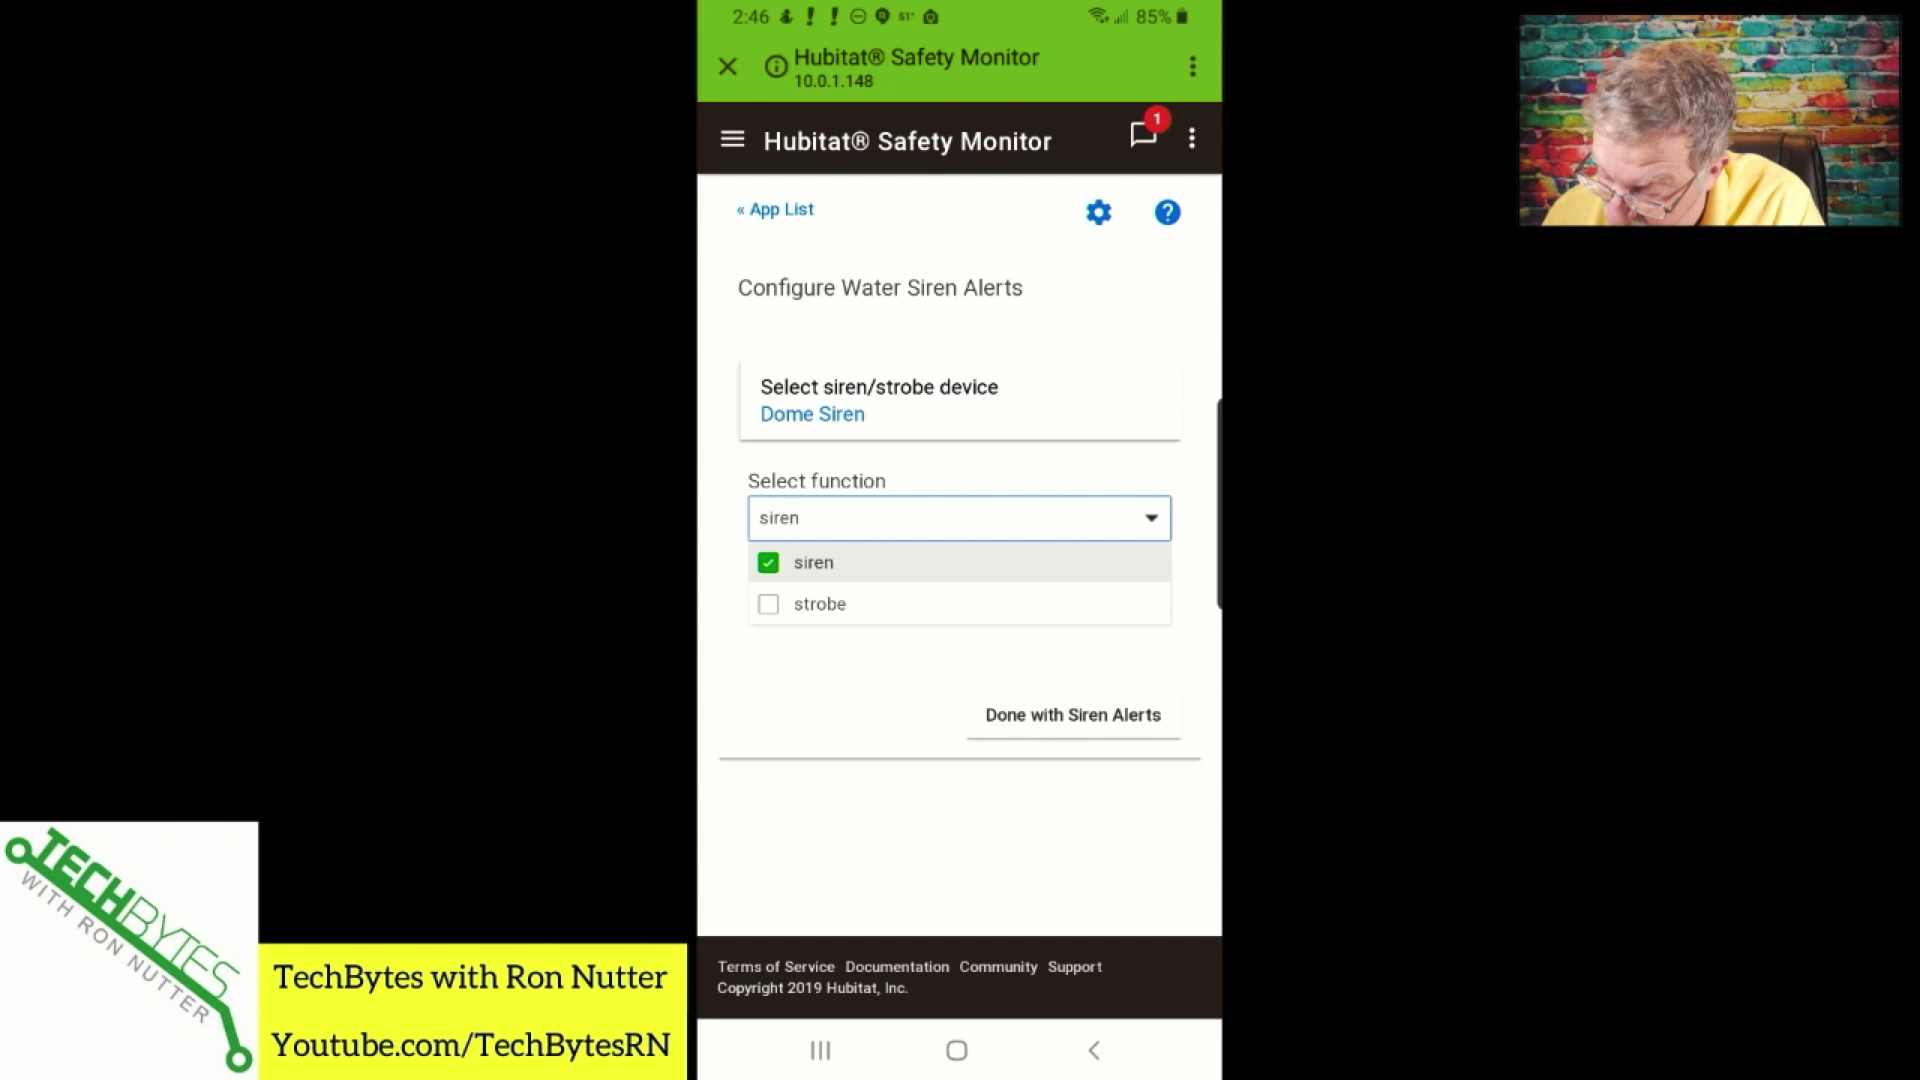 2:46
51°
85%
Hubitat® Safety Monitor
10.0.1.148
Hubitat® Safety Monitor
1
« App List
Configure Water Siren Alerts
Select siren/strobe device
Dome Siren
Select function
siren
siren
strobe
Done with Siren Alerts
Terms of Service Documentation Community Support
Copyright 2019 Hubitat, Inc.
TECHBYTES
WITH RON NUTTER
TechBytes with Ron Nutter
Youtube.com/TechBytesRN